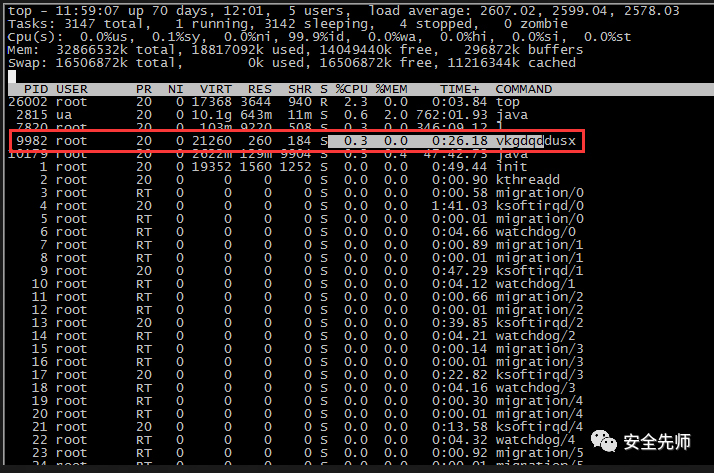 top - 11:59:07 up 70 days, 12:01,  5 users,  load average: 2607.02, 2599.04, 2578.03
Tasks: 3147 total,   1 running, 3142 sleeping,   4 stopped,   0 zombie
Cpu(s):  0.0%us,  0.1%sy,  0.0%ni, 99.9%id,  0.0%wa,  0.0%hi,  0.0%si,  0.0%st
Mem:  32866532k total, 18817092k used, 14049440k free,   296872k buffers
Swap: 16506872k total,        0k used, 16506872k free, 11216344k cached
PID USER PR NI VIRT RES SHR S %CPU %MEM TIME+ COMMAND
26002 root 20 0 17368 3644 940 R 2.3 0.0 0:03.84 top
2815 ua 20 0 10.1g 643m 11m S 0.6 2.0 762:01.93 java
7820 root 20 0 103m 9220 508 S 0.3 0.0 346:09.12 l
9982 root 20 0 21260 260 184 S 0.3 0.0 0:26.18 vkgdqddusx
10179 root 20 0 2622m 129m 9904 S 0.3 0.4 47:42.73 java
1 root 20 0 19352 1560 1252 S 0.0 0.0 0:49.44 init
2 root 20 0 0 0 0 S 0.0 0.0 0:00.90 kthreadd
3 root RT 0 0 0 0 S 0.0 0.0 0:00.58 migration/0
4 root 20 0 0 0 0 S 0.0 0.0 1:41.03 ksoftirqd/0
5 root RT 0 0 0 0 S 0.0 0.0 0:00.01 migration/0
6 root RT 0 0 0 0 S 0.0 0.0 0:04.66 watchdog/0
7 root RT 0 0 0 0 S 0.0 0.0 0:00.89 migration/1
8 root RT 0 0 0 0 S 0.0 0.0 0:00.01 migration/1
9 root 20 0 0 0 0 S 0.0 0.0 0:47.29 ksoftirqd/1
10 root RT 0 0 0 0 S 0.0 0.0 0:04.12 watchdog/1
11 root RT 0 0 0 0 S 0.0 0.0 0:00.66 migration/2
12 root RT 0 0 0 0 S 0.0 0.0 0:00.01 migration/2
13 root 20 0 0 0 0 S 0.0 0.0 0:39.85 ksoftirqd/2
14 root RT 0 0 0 0 S 0.0 0.0 0:04.21 watchdog/2
15 root RT 0 0 0 0 S 0.0 0.0 0:00.14 migration/3
16 root RT 0 0 0 0 S 0.0 0.0 0:00.01 migration/3
17 root 20 0 0 0 0 S 0.0 0.0 0:22.82 ksoftirqd/3
18 root RT 0 0 0 0 S 0.0 0.0 0:04.16 watchdog/3
19 root RT 0 0 0 0 S 0.0 0.0 0:00.30 migration/4
20 root RT 0 0 0 0 S 0.0 0.0 0:00.01 migration/4
21 root 20 0 0 0 0 S 0.0 0.0 0:13.58 ksoftirqd/4
22 root RT 0 0 0 0 S 0.0 0.0 0:04.32 watchdog/4
23 root RT 0 0 0 0 S 0.0 0.0 0:00.92 migration/5
24 root RT 0 0 0 0 S 0.0 0.0 0:00.01 migration/5
安全先师